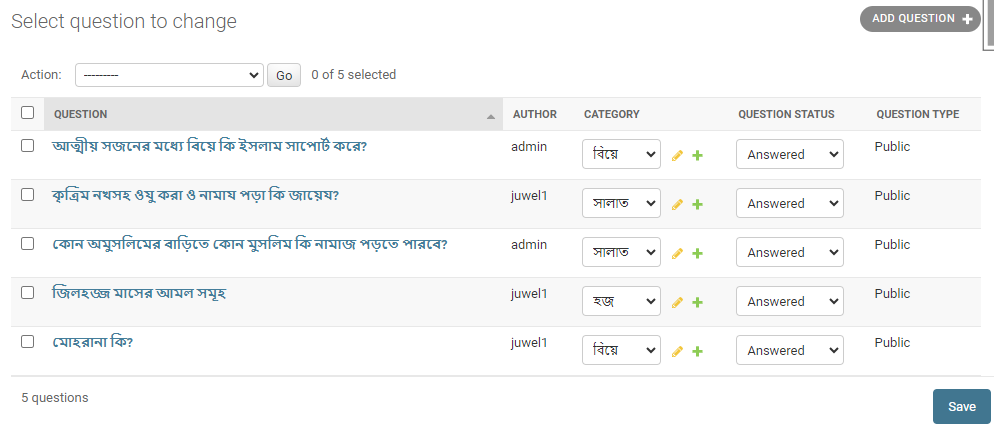 Select question to change
ADD QUESTION +
Action: --------- Go 0 of 5 selected
QUESTION AUTHOR CATEGORY QUESTION STATUS QUESTION TYPE
আত্মীয় সজনের মধ্যে বিয়ে কি ইসলাম সাপোর্ট করে? admin বিয়ে Answered Public
কৃত্রিম নখসহ ওযু করা ও নামায পড়া কি জায়েয? juwel1 সালাত Answered Public
কোন অমুসলিমের বাড়িতে কোন মুসলিম কি নামাজ পড়তে পারবে? admin সালাত Answered Public
জিলহজ্জ মাসের আমল সমূহ juwel1 হজ্ব Answered Public
মোহরানা কি? juwel1 বিয়ে Answered Public
5 questions
Save